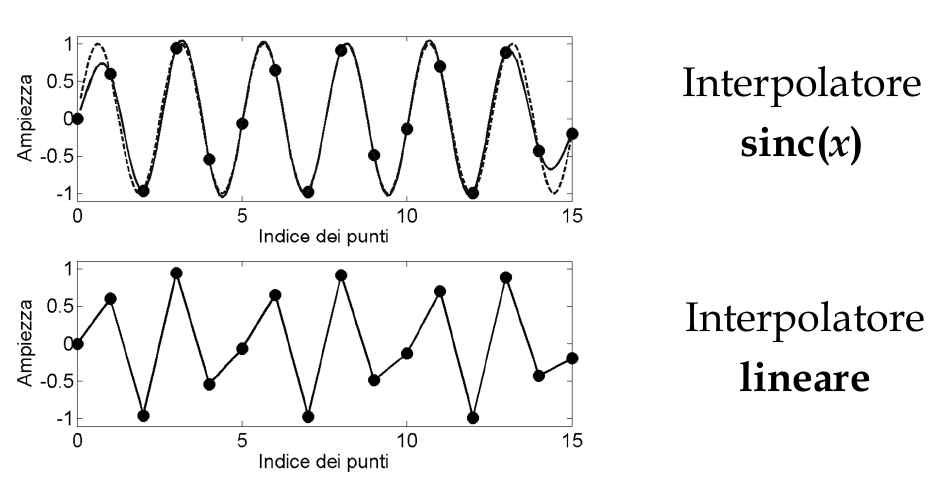 1
0.5
0
-0.5
-1
Ampiezza
0 5 10 15
Indice dei punti
Interpolatore
sinc(x)
1
0.5
0
-0.5
-1
Ampiezza
0 5 10 15
Indice dei punti
Interpolatore
lineare